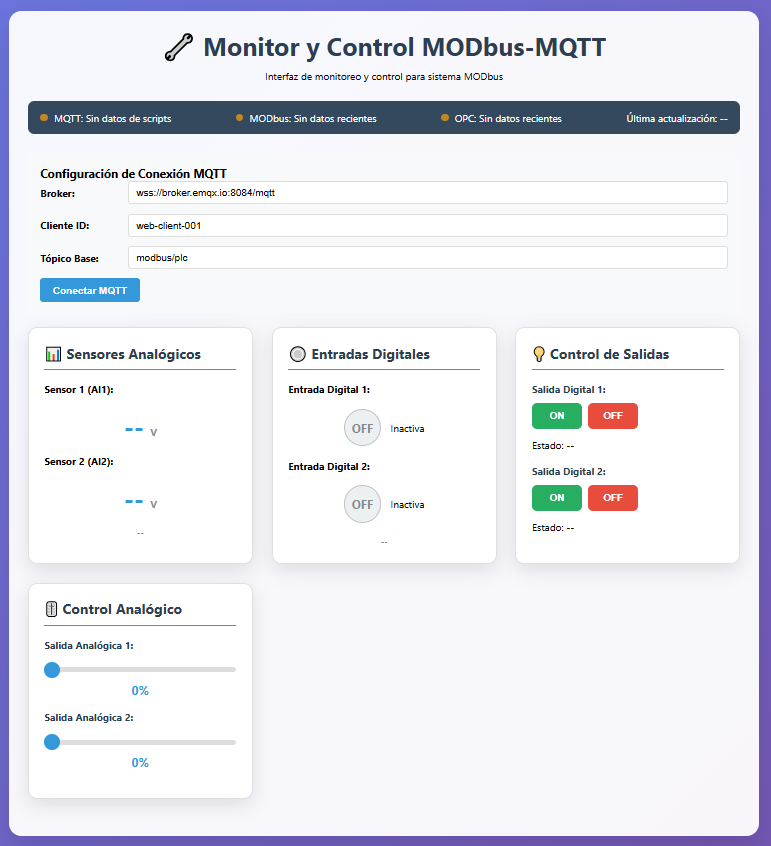 Monitor y Control MODbus-MQTT
Interfaz de monitoreo y control para sistema MODbus
MQTT: Sin datos de scripts
MODbus: Sin datos recientes
OPC: Sin datos recientes
Última actualización: --
Configuración de Conexión MQTT
Broker:
wss://broker.emqx.io:8084/mqtt
Cliente ID:
web-client-001
Tópico Base:
modbus/plc
Conectar MQTT
Sensores Analógicos
Sensor 1 (AI1):
-- V
Sensor 2 (AI2):
-- V
--
Entradas Digitales
Entrada Digital 1:
OFF Inactiva
Entrada Digital 2:
OFF Inactiva
--
Control de Salidas
Salida Digital 1:
ON OFF
Estado: --
Salida Digital 2:
ON OFF
Estado: --
Control Analógico
Salida Analógica 1:
0%
Salida Analógica 2:
0%